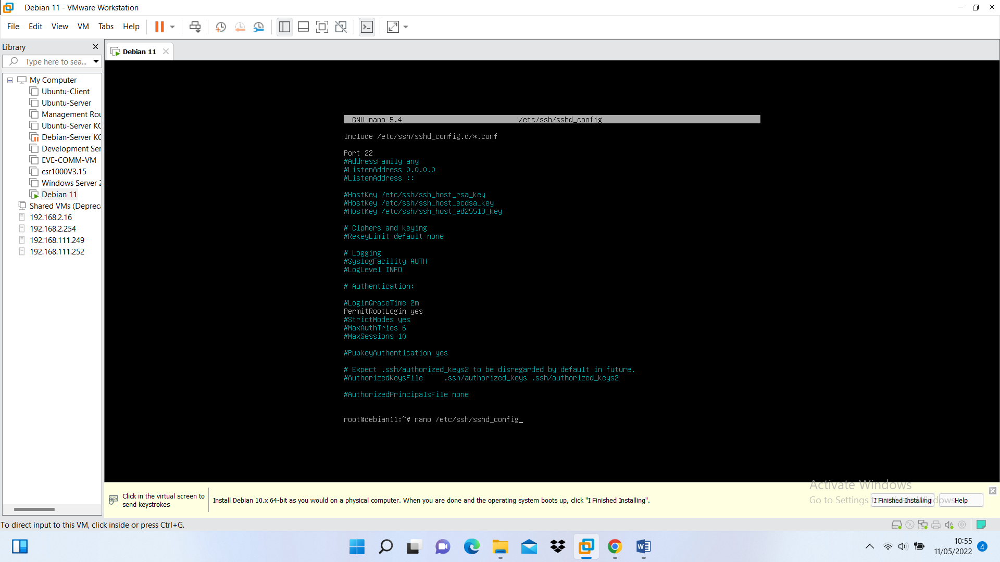 Debian 11 - VMware Workstation
File Edit View VM Tabs Help
Library
Type here to sea...
Debian 11
My Computer
Ubuntu-Client
Ubuntu-Server
Management Rou
Ubuntu-Server KC
Debian-Server KC
Development Ser
EVE-COMM-VM
csr1000V3.15
Windows Server 2
Debian 11
Shared VMs (Depreca
192.168.2.16
192.168.2.254
192.168.111.249
192.168.111.252
GNU nano 5.4 /etc/ssh/sshd_config
Include /etc/ssh/sshd_config.d/*.conf
Port 22
#AddressFamily any
#ListenAddress 0.0.0.0
#ListenAddress ::
#HostKey /etc/ssh/ssh_host_rsa_key
#HostKey /etc/ssh/ssh_host_ecdsa_key
#HostKey /etc/ssh/ssh_host_ed25519_key
# Ciphers and keying
#RekeyLimit default none
# Logging
#SyslogFacility AUTH
#LogLevel INFO
# Authentication:
#LoginGraceTime 2m
PermitRootLogin yes
#StrictModes yes
#MaxAuthTries 6
#MaxSessions 10
#PubkeyAuthentication yes
# Expect .ssh/authorized_keys2 to be disregarded by default in future.
#AuthorizedKeysFile .ssh/authorized_keys .ssh/authorized_keys2
#AuthorizedPrincipalsFile none
root@debian11:~# nano /etc/ssh/sshd_config_
Activate Windows
Go to Settings to activate Windows
Click in the virtual screen to
send keystrokes
Install Debian 10.x 64-bit as you would on a physical computer. When you are done and the operating system boots up, click "I Finished Installing".
I Finished Installing
Help
To direct input to this VM, click inside or press Ctrl+G.
10:55
11/05/2022
4